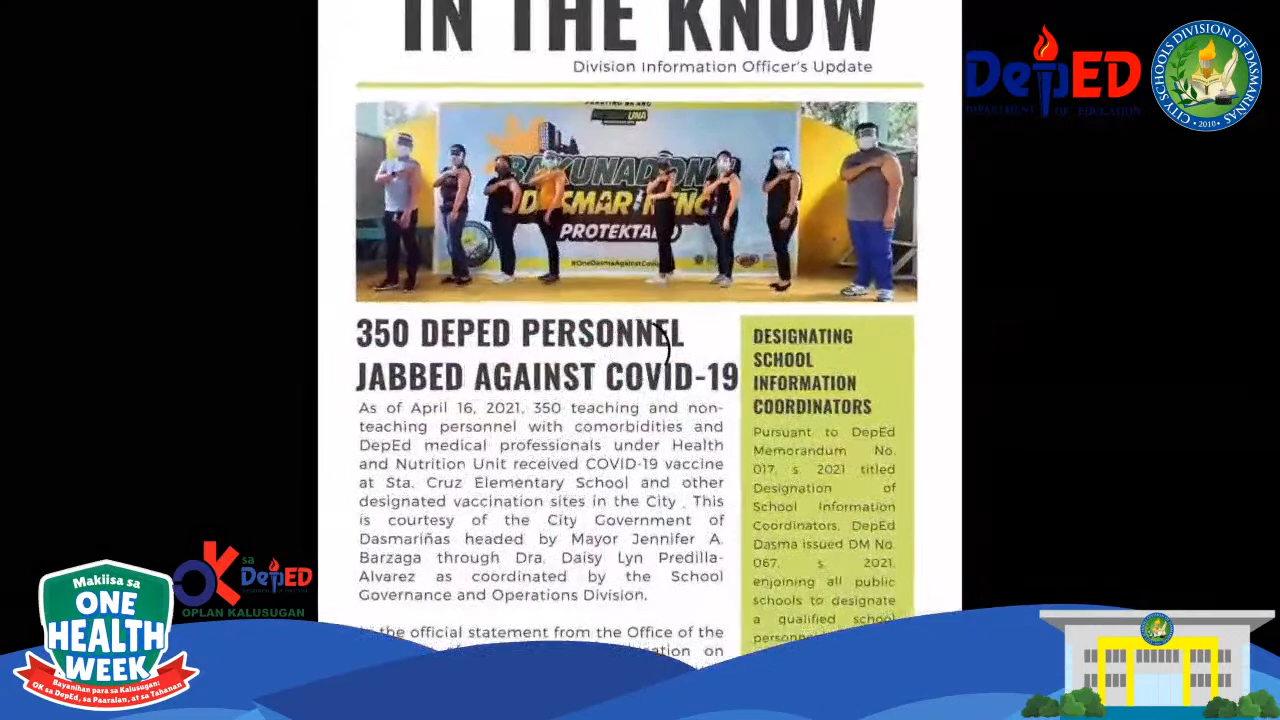 IN THE KNOW
Division Information Officer's Update
DepED
DEPARTMENT OF EDUCATION
CITY SCHOOLS DIVISION OF DASMARIÑAS
• 2010 •
BAKUNADONG
DASMARIÑENO
PROTEKTADO
#OneDasmaAgainstCovid
350 DEPED PERSONNEL
JABBED AGAINST COVID-19
As of April 16, 2021, 350 teaching and non-
teaching personnel with comorbidities and
DepEd medical professionals under Health
and Nutrition Unit received COVID-19 vaccine
at Sta. Cruz Elementary School and other
designated vaccination sites in the City . This
is courtesy of the City Government of
Dasmariñas headed by Mayor Jennifer A.
Barzaga through Dra. Daisy Lyn Predilla-
Alvarez as coordinated by the School
Governance and Operations Division.
the official statement from the Office of the
on
DESIGNATING
SCHOOL
INFORMATION
COORDINATORS
Pursuant to DepEd
Memorandum No.
017, s. 2021 titled
Designation of
School Information
Coordinators, DepEd
Dasma issued DM No.
067, s. 2021,
enjoining all public
schools to designate
a qualified school
OK sa DepED
OPLAN KALUSUGAN
Makiisa sa
ONE
HEALTH
WEEK
Bayanihan para sa Kalusugan:
OK sa DepEd, sa Paaralan, at sa Tahanan